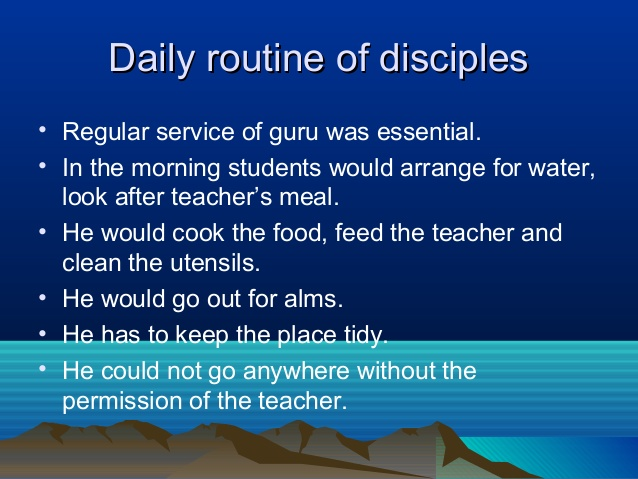 Daily routine of disciples
• Regular service of guru was essential.
• In the morning students would arrange for water,
look after teacher’s meal.
• He would cook the food, feed the teacher and
clean the utensils.
• He would go out for alms.
• He has to keep the place tidy.
• He could not go anywhere without the
permission of the teacher.